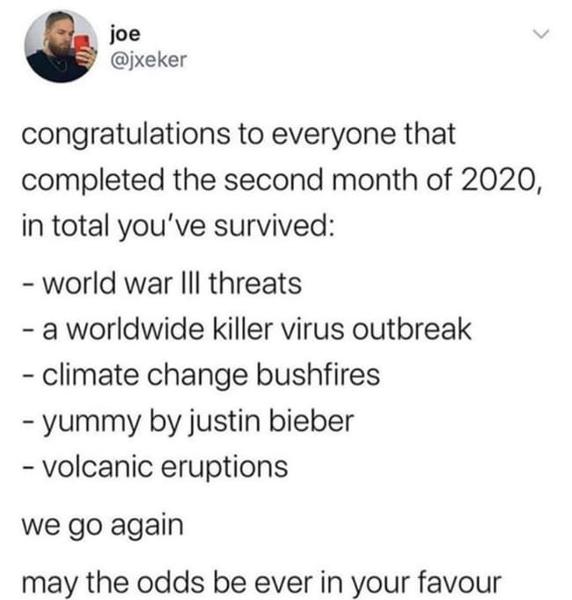 joe
@jxeker
congratulations to everyone that
completed the second month of 2020,
in total you've survived:
- world war III threats
- a worldwide killer virus outbreak
- climate change bushfires
- yummy by justin bieber
- volcanic eruptions
we go again
may the odds be ever in your favour